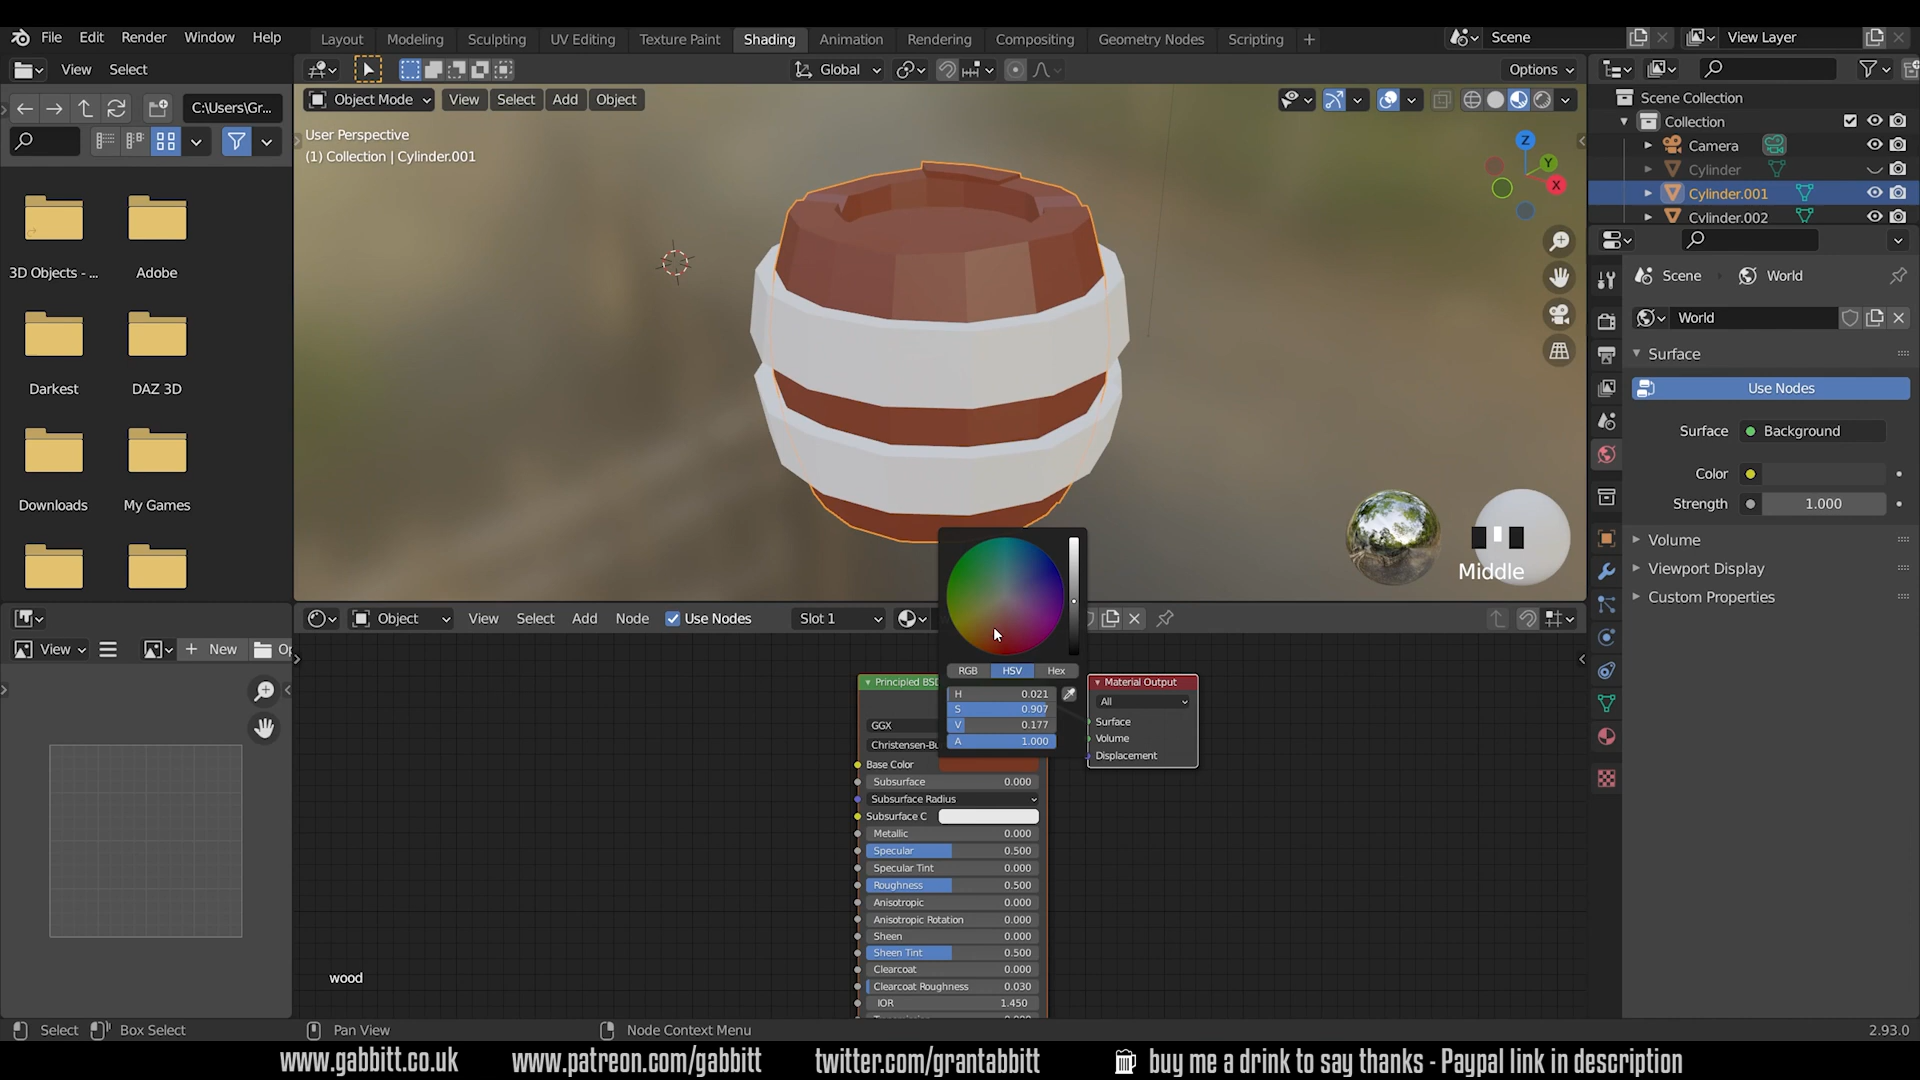 File Edit Render Window Help
Layout Modeling Sculpting UV Editing Texture Paint Shading Animation Rendering Compositing Geometry Nodes Scripting +
Scene View Layer
View Select
Global
Options
C:\Users\Gr...
Object Mode View Select Add Object
User Perspective
(1) Collection | Cylinder.001
Z
Y
X
Scene Collection
Collection
Camera
Cylinder
Cylinder.001
Cylinder.002
3D Objects - ... Adobe
Darkest DAZ 3D
Downloads My Games
Scene World
World
Surface
Use Nodes
Surface Background
Color
Strength 1.000
Volume
Viewport Display
Custom Properties
Middle
Object View Select Add Node Use Nodes Slot 1
View New Op
RGB HSV Hex
H 0.021
S 0.907
V 0.177
A 1.000
Principled BSD
GGX
Christensen-Bu
Base Color
Subsurface 0.000
Subsurface Radius
Subsurface C
Metallic 0.000
Specular 0.500
Specular Tint 0.000
Roughness 0.500
Anisotropic 0.000
Anisotropic Rotation 0.000
Sheen 0.000
Sheen Tint 0.500
Clearcoat 0.000
Clearcoat Roughness 0.030
IOR 1.450
Material Output
All
Surface
Volume
Displacement
wood
Select Box Select Pan View Node Context Menu 2.93.0
www.gabbitt.co.uk www.patreon.com/gabbitt twitter.com/grantabbitt buy me a drink to say thanks - Paypal link in description